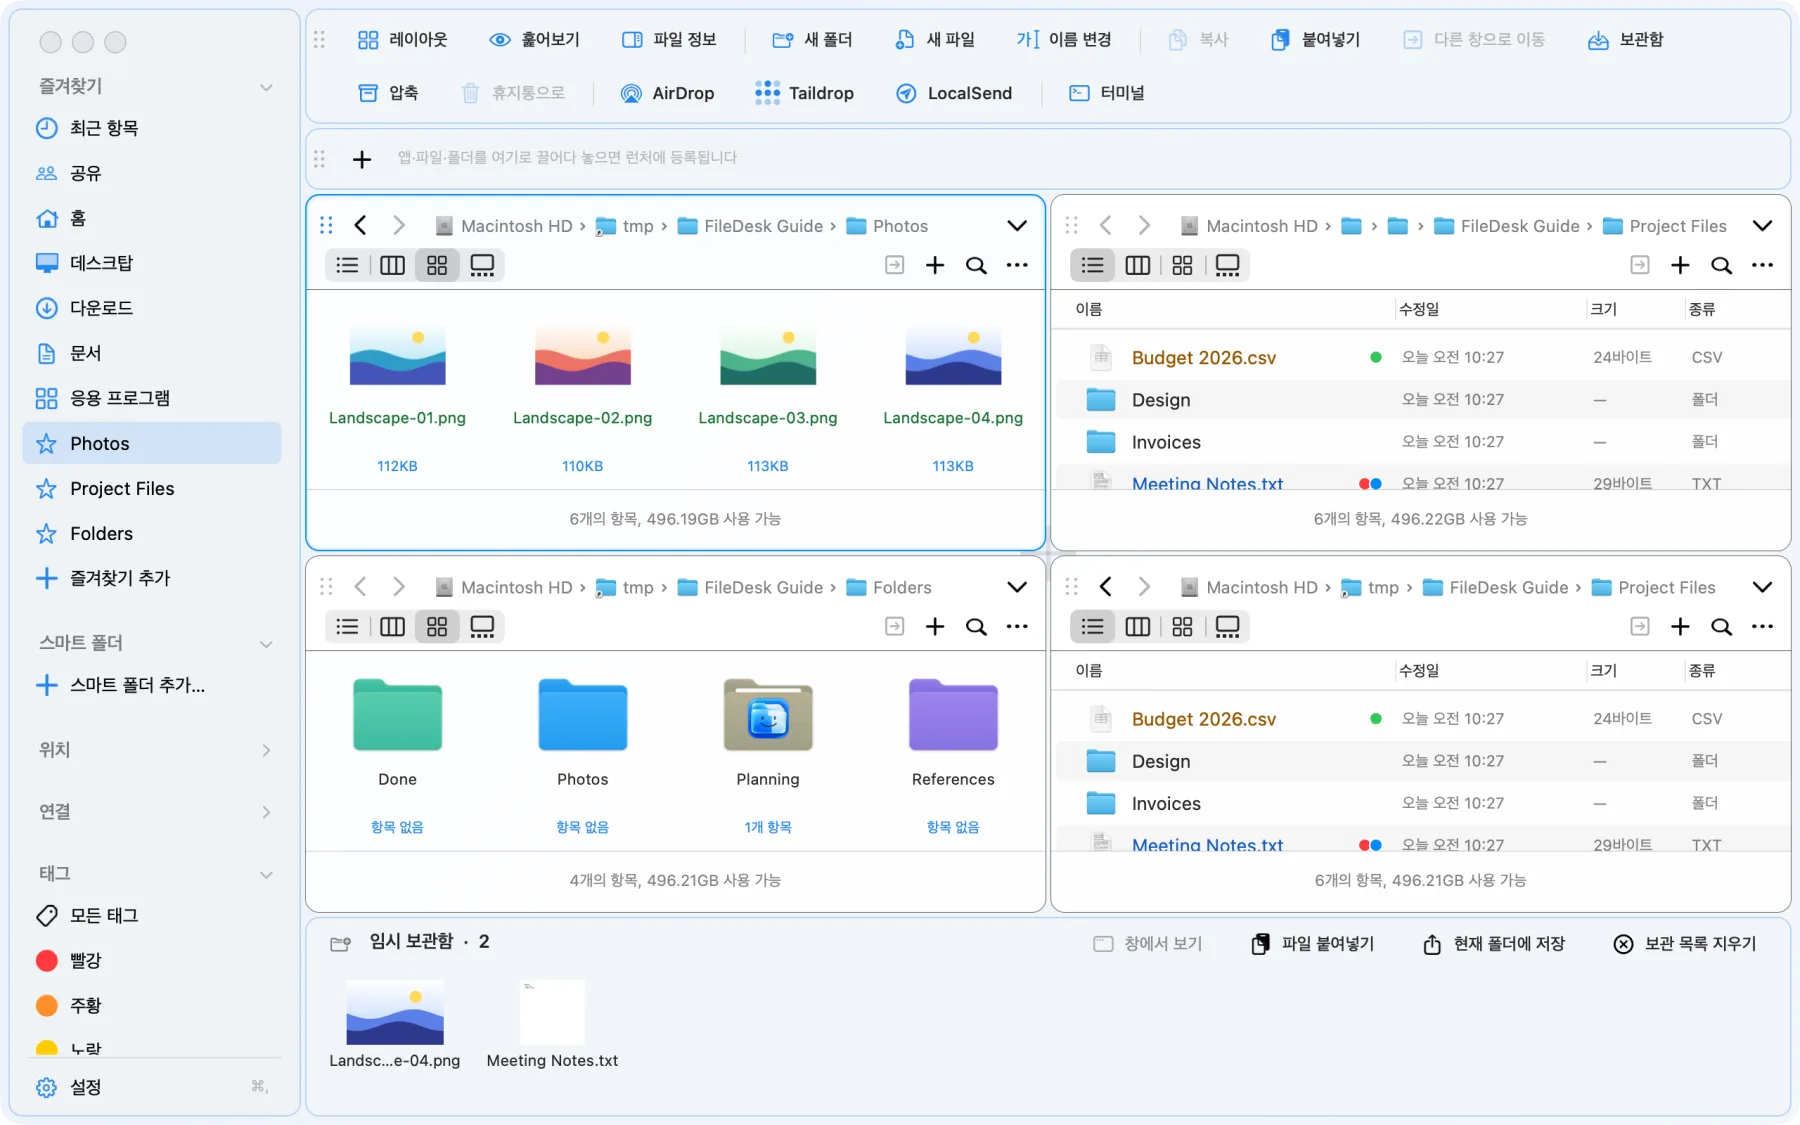 즐겨찾기
최근 항목
공유
홈
데스크탑
다운로드
문서
응용 프로그램
Photos
Project Files
Folders
즐겨찾기 추가
스마트 폴더
스마트 폴더 추가...
위치
연결
태그
모든 태그
빨강
주황
노랑
설정 ⌘,
레이아웃 훑어보기 파일 정보 새 폴더 새 파일 가 이름 변경 복사 붙여넣기 다른 창으로 이동 보관함
압축 휴지통으로 AirDrop Taildrop LocalSend 터미널
앱·파일·폴더를 여기로 끌어다 놓으면 런처에 등록됩니다
Macintosh HD › tmp › FileDesk Guide › Photos
Landscape-01.png Landscape-02.png Landscape-03.png Landscape-04.png
112KB 110KB 113KB 113KB
6개의 항목, 496.19GB 사용 가능
Macintosh HD › › › FileDesk Guide › Project Files
이름 수정일 크기 종류
Budget 2026.csv 오늘 오전 10:27 24바이트 CSV
Design 오늘 오전 10:27 — 폴더
Invoices 오늘 오전 10:27 — 폴더
Meeting Notes.txt 오늘 오전 10:27 29바이트 TXT
6개의 항목, 496.22GB 사용 가능
Macintosh HD › tmp › FileDesk Guide › Folders
Done Photos Planning References
항목 없음 항목 없음 1개 항목 항목 없음
4개의 항목, 496.21GB 사용 가능
Macintosh HD › tmp › FileDesk Guide › Project Files
이름 수정일 크기 종류
Budget 2026.csv 오늘 오전 10:27 24바이트 CSV
Design 오늘 오전 10:27 — 폴더
Invoices 오늘 오전 10:27 — 폴더
Meeting Notes.txt 오늘 오전 10:27 29바이트 TXT
6개의 항목, 496.21GB 사용 가능
임시 보관함 · 2 창에서 보기 파일 붙여넣기 현재 폴더에 저장 보관 목록 지우기
Landsc...e-04.png Meeting Notes.txt